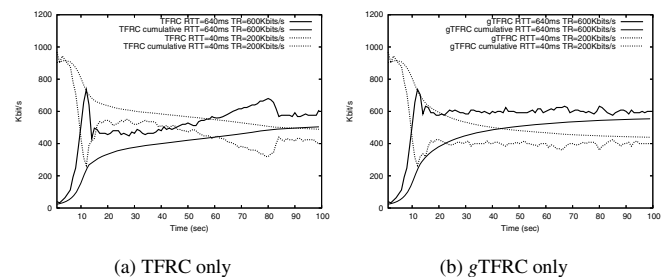 TFRC RTT=640ms TR=600Kbits/s
TFRC cumulative RTT=640ms TR=600Kbits/s
TFRC RTT=40ms TR=200Kbits/s
TFRC cumulative RTT=40ms TR=200Kbits/s
1200
1000
800
600
400
200
0
Kbit/s
10 20 30 40 50 60 70 80 90 100
Time (sec)
(a) TFRC only
gTFRC RTT=640ms TR=600Kbits/s
gTFRC cumulative RTT=640ms TR=600Kbits/s
gTFRC RTT=40ms TR=200Kbits/s
gTFRC cumulative RTT=40ms TR=200Kbits/s
1200
1000
800
600
400
200
0
Kbit/s
10 20 30 40 50 60 70 80 90 100
Time (sec)
(b) gTFRC only